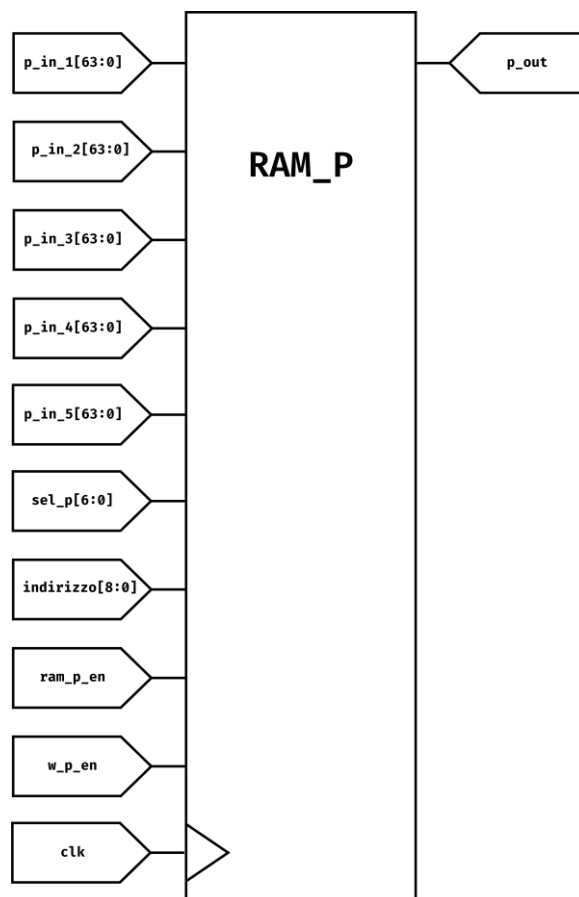 p_in_1[63:0]
p_out
p_in_2[63:0]
RAM_P
p_in_3[63:0]
p_in_4[63:0]
p_in_5[63:0]
sel_p[6:0]
indirizzo[8:0]
ram_p_en
w_p_en
clk